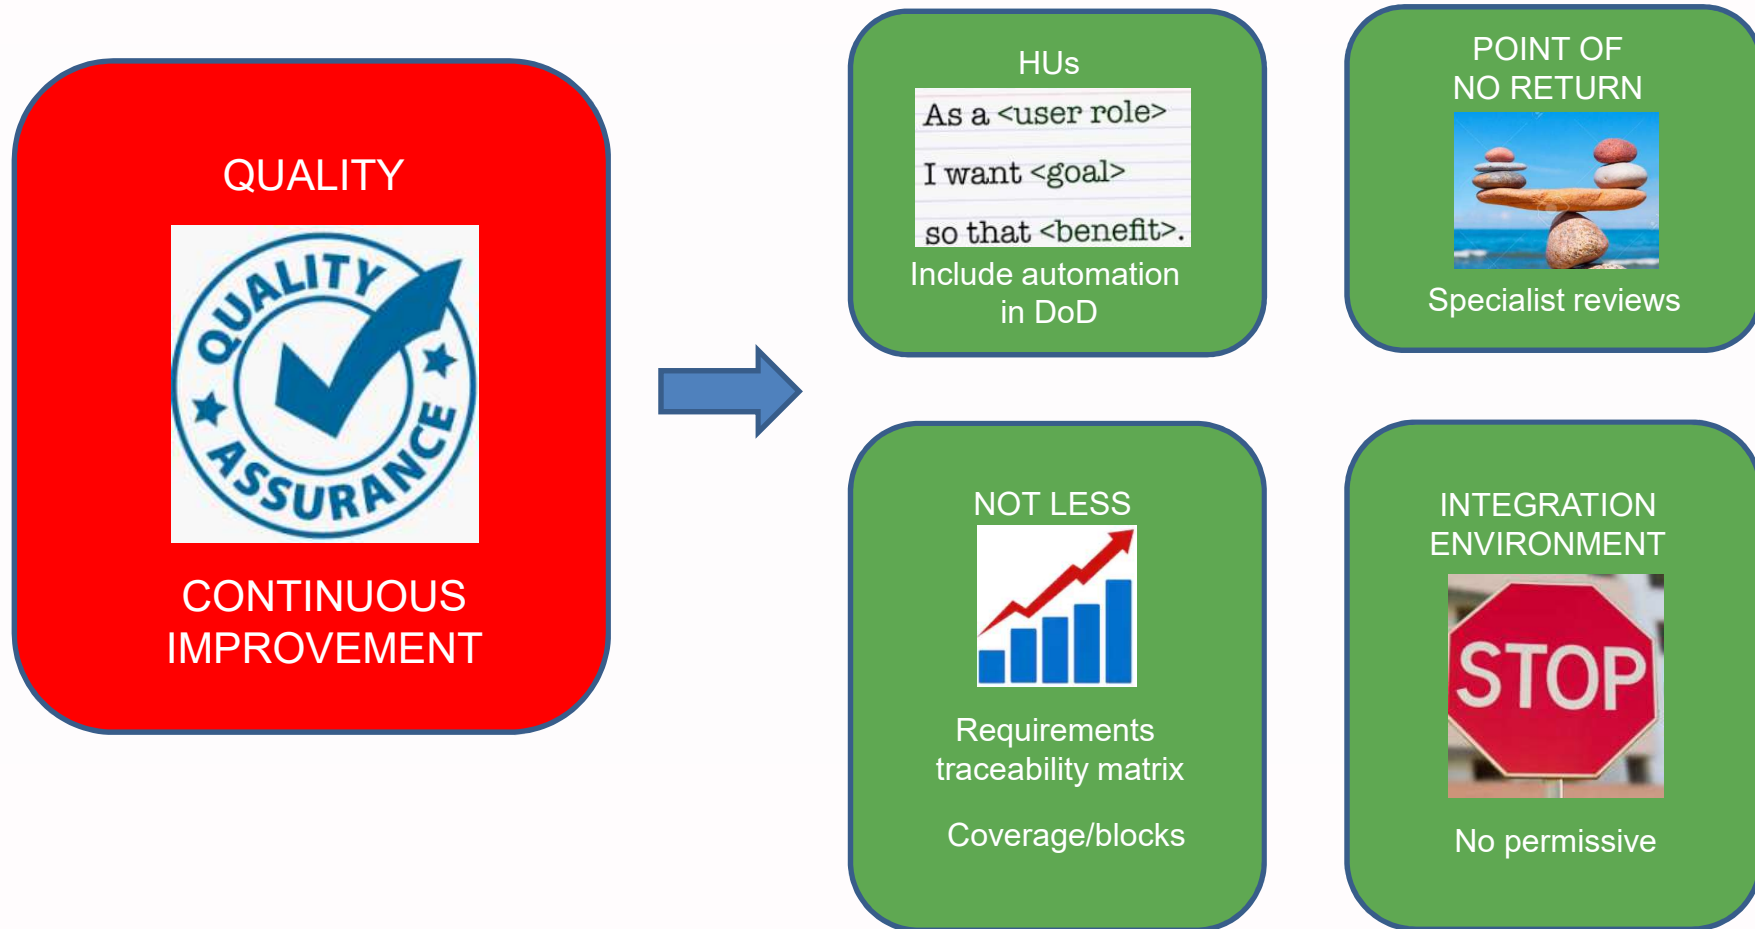 QUALITY
QUALITY
ASSURANCE
CONTINUOUS
IMPROVEMENT
HUs
As a <user role>
I want <goal>
so that <benefit>.
Include automation
in DoD
POINT OF
NO RETURN
Specialist reviews
NOT LESS
Requirements
traceability matrix
Coverage/blocks
INTEGRATION
ENVIRONMENT
STOP
No permissive